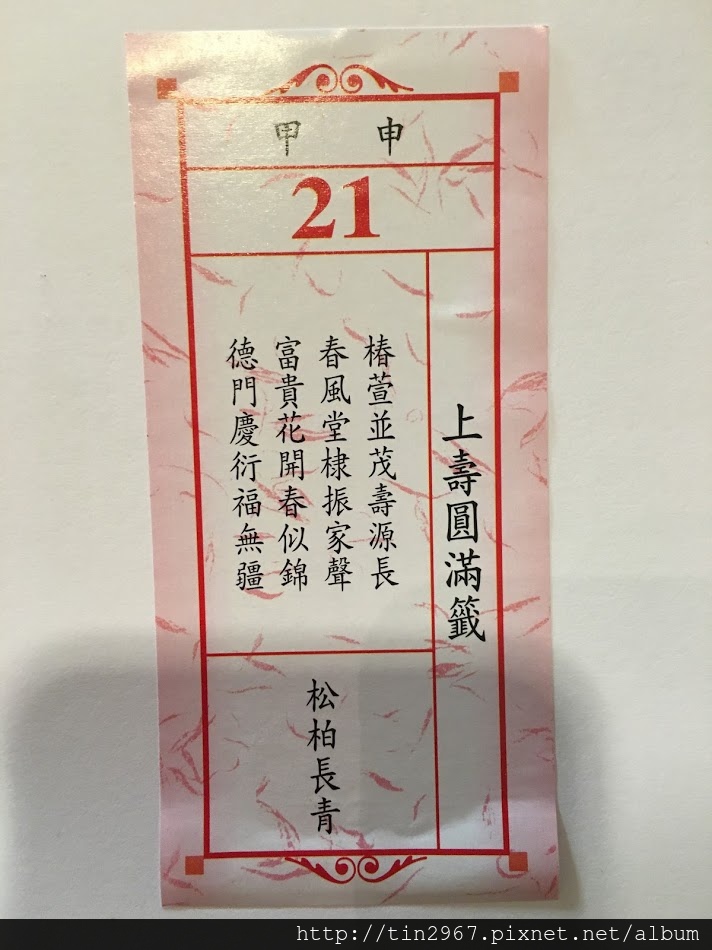 甲 申
21
上壽圓滿籤
椿萱並茂壽源長
春風堂棣振家聲
富貴花開春似錦
德門慶衍福無疆
松柏長青
http://tin2967.pixnet.net/album